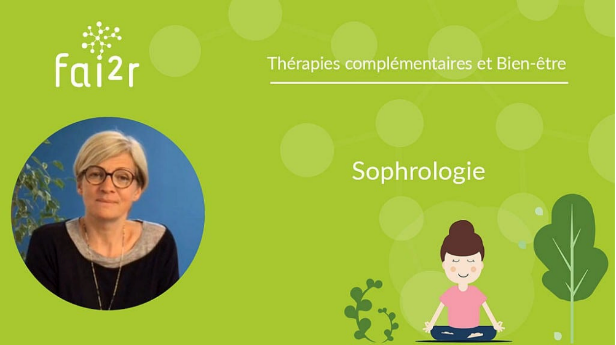 fai2r
Thérapies complémentaires et Bien-être
Sophrologie